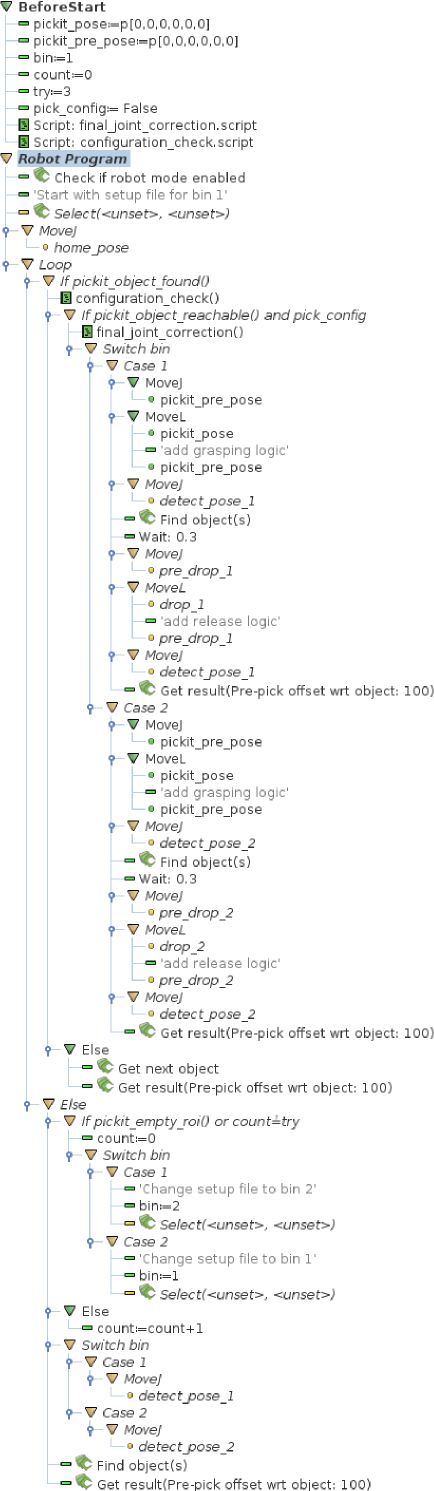 BeforeStart
pickit_pose:=p[0,0,0,0,0,0]
pickit_pre_pose:=p[0,0,0,0,0,0]
bin:=1
count:=0
try:=3
pick_config:= False
Script: final_joint_correction.script
Script: configuration_check.script
Robot Program
Check if robot mode enabled
'Start with setup file for bin 1'
Select(<unset>, <unset>)
MoveJ
home_pose
Loop
If pickit_object_found()
configuration_check()
If pickit_object_reachable() and pick_config
final_joint_correction()
Switch bin
Case 1
MoveJ
pickit_pre_pose
MoveL
pickit_pose
'add grasping logic'
pickit_pre_pose
MoveJ
detect_pose_1
Find object(s)
Wait: 0.3
MoveJ
pre_drop_1
MoveL
drop_1
'add release logic'
pre_drop_1
MoveJ
detect_pose_1
Get result(Pre-pick offset wrt object: 100)
Case 2
MoveJ
pickit_pre_pose
MoveL
pickit_pose
'add grasping logic'
pickit_pre_pose
MoveJ
detect_pose_2
Find object(s)
Wait: 0.3
MoveJ
pre_drop_2
MoveL
drop_2
'add release logic'
pre_drop_2
MoveJ
detect_pose_2
Get result(Pre-pick offset wrt object: 100)
Else
Get next object
Get result(Pre-pick offset wrt object: 100)
Else
If pickit_empty_roi() or count≟try
count:=0
Switch bin
Case 1
'Change setup file to bin 2'
bin:=2
Select(<unset>, <unset>)
Case 2
'Change setup file to bin 1'
bin:=1
Select(<unset>, <unset>)
Else
count:=count+1
Switch bin
Case 1
MoveJ
detect_pose_1
Case 2
MoveJ
detect_pose_2
Find object(s)
Get result(Pre-pick offset wrt object: 100)